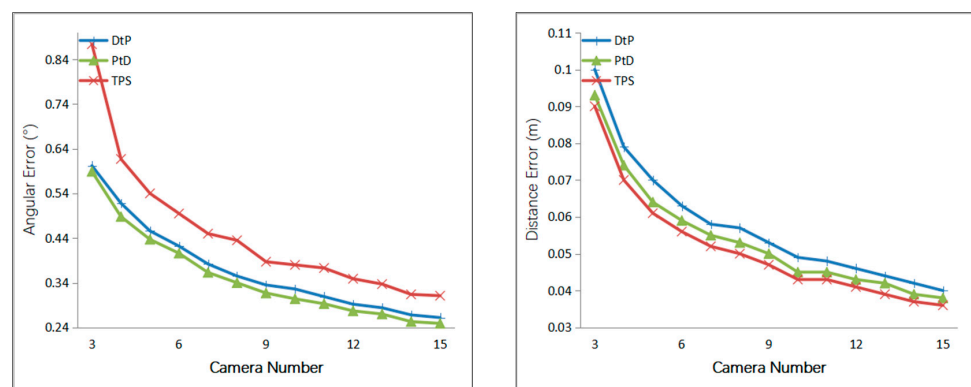 DtP
PtD
TPS
0.84
0.74
0.64
0.54
0.44
0.34
0.24
Angular Error (°)
3 6 9 12 15
Camera Number
DtP
PtD
TPS
0.11
0.1
0.09
0.08
0.07
0.06
0.05
0.04
0.03
Distance Error (m)
3 6 9 12 15
Camera Number